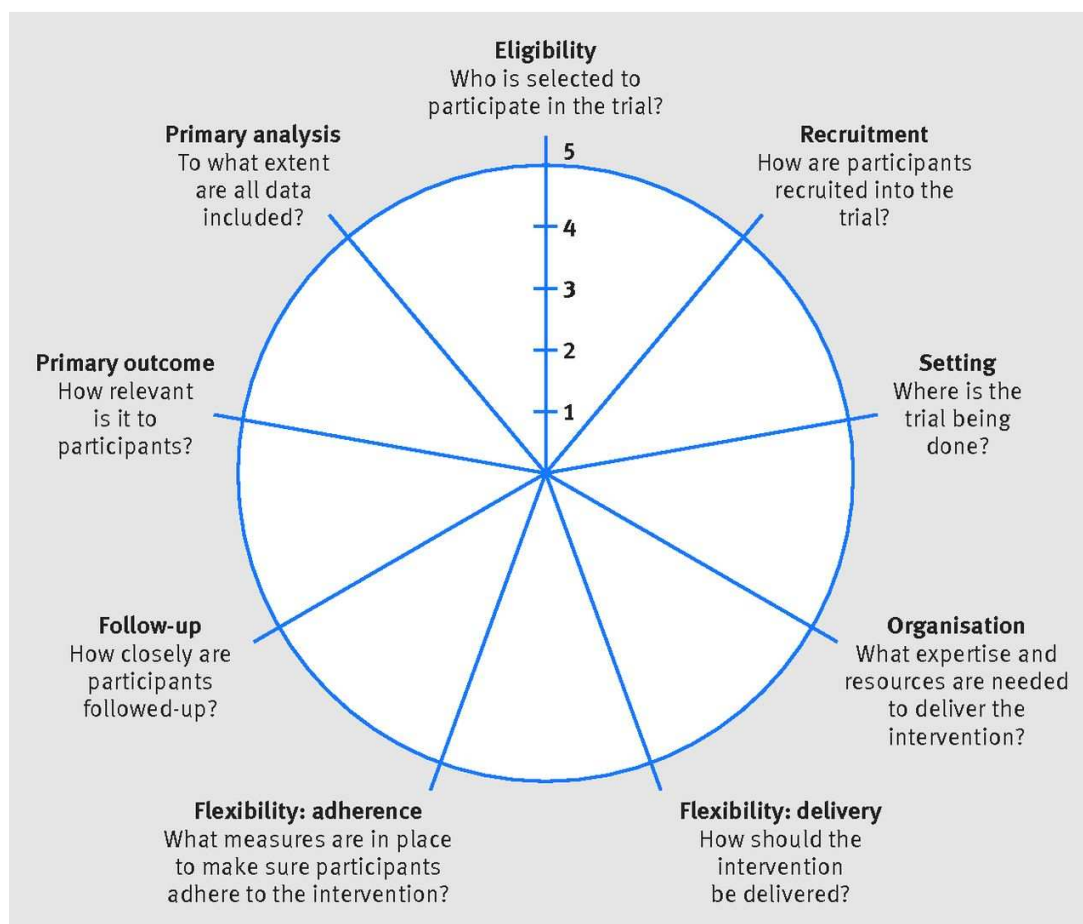 Eligibility
Who is selected to
participate in the trial?
Primary analysis
To what extent
are all data
included?
Recruitment
How are participants
recruited into the
trial?
5
4
3
2
1
Primary outcome
How relevant
is it to
participants?
Setting
Where is the
trial being
done?
Follow-up
How closely are
participants
followed-up?
Organisation
What expertise and
resources are needed
to deliver the
intervention?
Flexibility: adherence
What measures are in place
to make sure participants
adhere to the intervention?
Flexibility: delivery
How should the
intervention
be delivered?